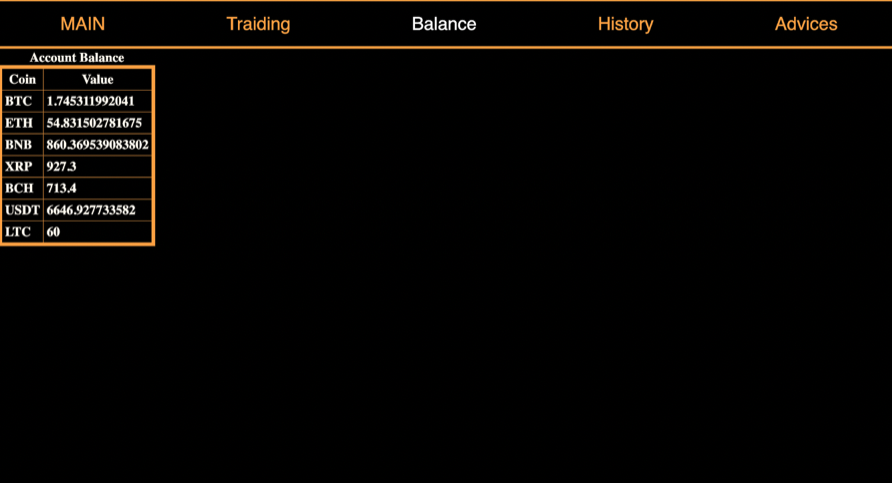 MAIN Traiding Balance History Advices
Account Balance
Coin Value
BTC 1.745311992041
ETH 54.831502781675
BNB 860.369539083802
XRP 927.3
BCH 713.4
USDT 6646.927733582
LTC 60